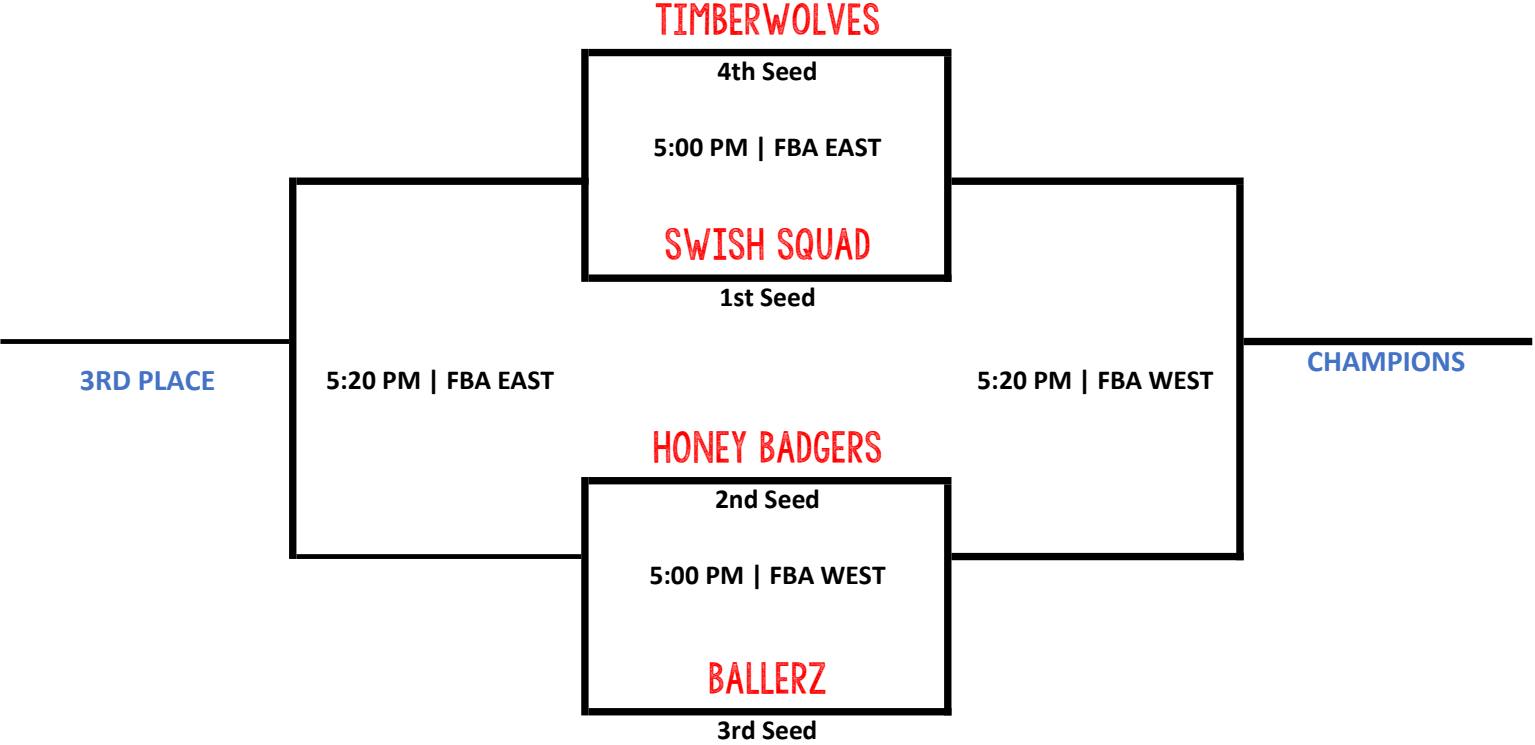 TIMBERWOLVES
4th Seed
5:00 PM | FBA EAST
SWISH SQUAD
1st Seed
3RD PLACE
5:20 PM | FBA EAST
5:20 PM | FBA WEST
CHAMPIONS
HONEY BADGERS
2nd Seed
5:00 PM | FBA WEST
BALLERZ
3rd Seed